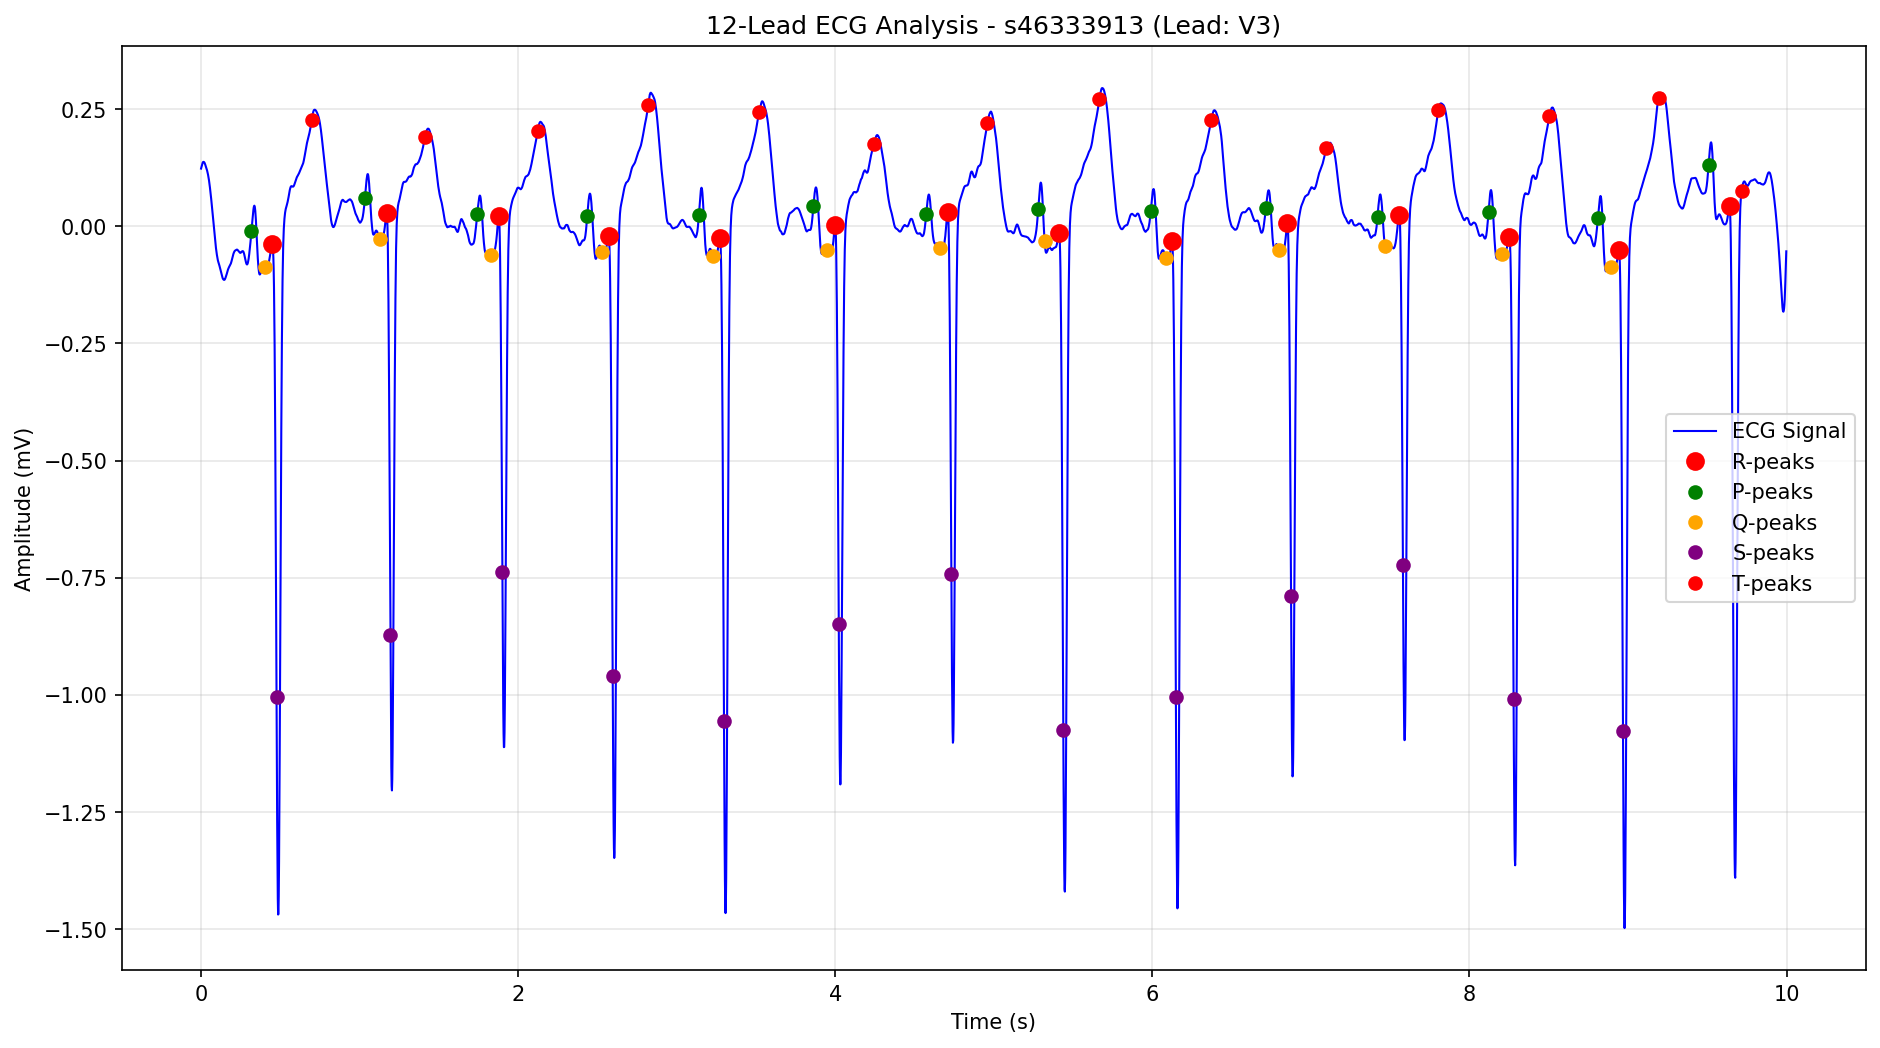 12-Lead ECG Analysis - s46333913 (Lead: V3)
Amplitude (mV)
0.25
0.00
−0.25
−0.50
−0.75
−1.00
−1.25
−1.50
ECG Signal
R-peaks
P-peaks
Q-peaks
S-peaks
T-peaks
0 2 4 6 8 10
Time (s)